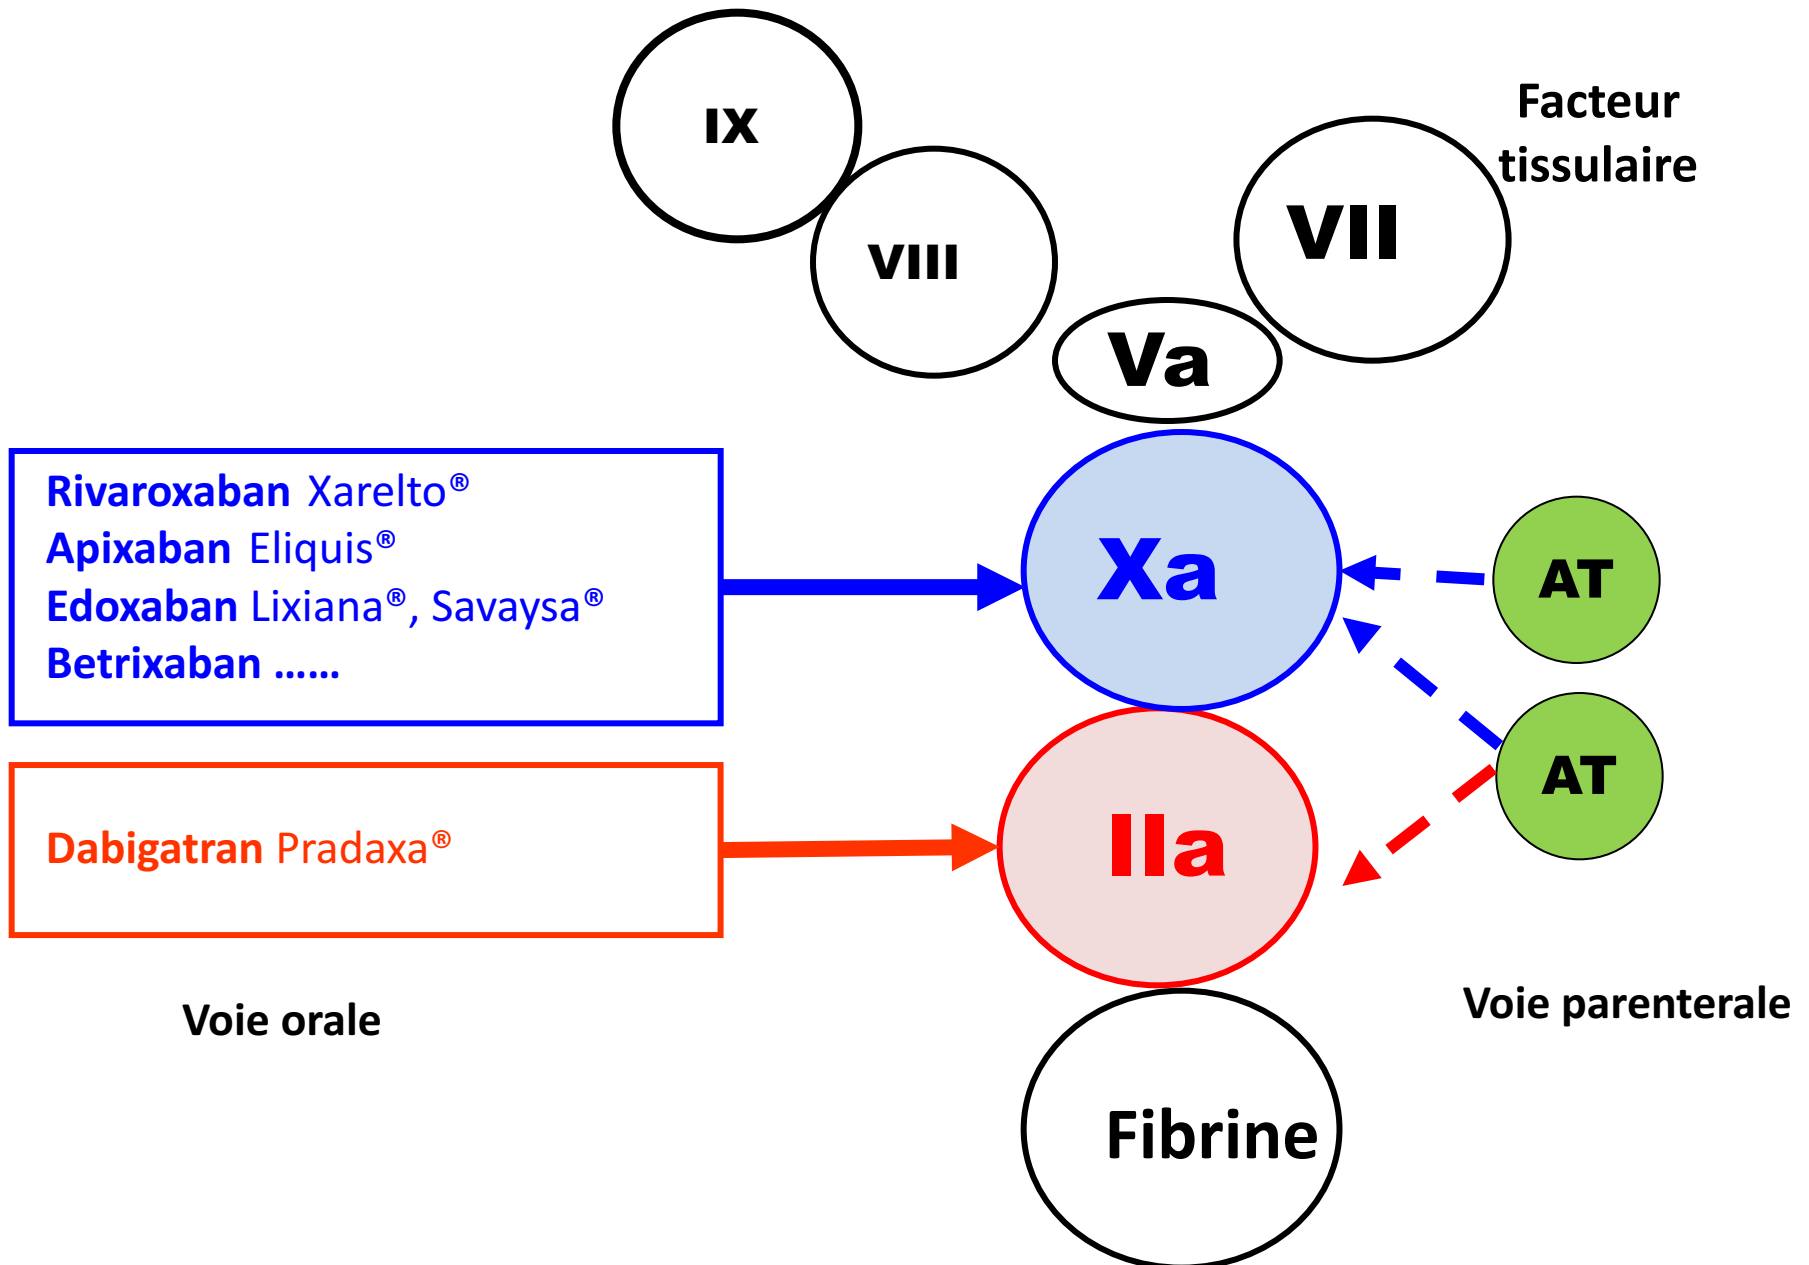 IX
Facteur
tissulaire
VII
VIII
Va
Rivaroxaban Xarelto®
Apixaban Eliquis®
Edoxaban Lixiana®, Savaysa®
Betrixaban ......
Xa
AT
AT
Dabigatran Pradaxa®
IIa
Voie orale
Voie parenterale
Fibrine